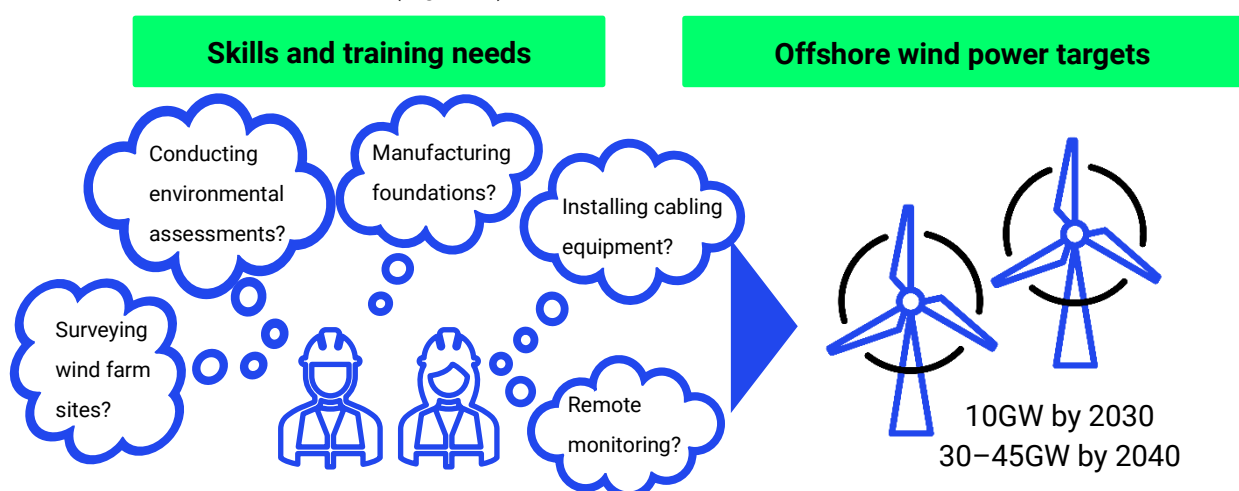 Skills and training needs
Offshore wind power targets
Conducting
environmental
assessments?
Manufacturing
foundations?
Installing cabling
equipment?
Surveying
wind farm
sites?
Remote
monitoring?
10GW by 2030
30–45GW by 2040